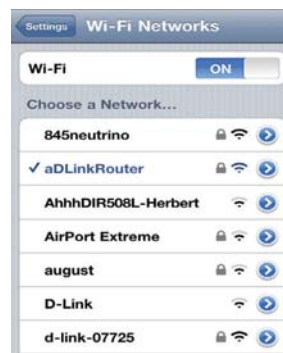 Settings
Wi-Fi Networks
Wi-Fi
ON
Choose a Network...
845neutrino
aDLinkRouter
AhhhDIR508L-Herbert
AirPort Extreme
august
D-Link
d-link-07725